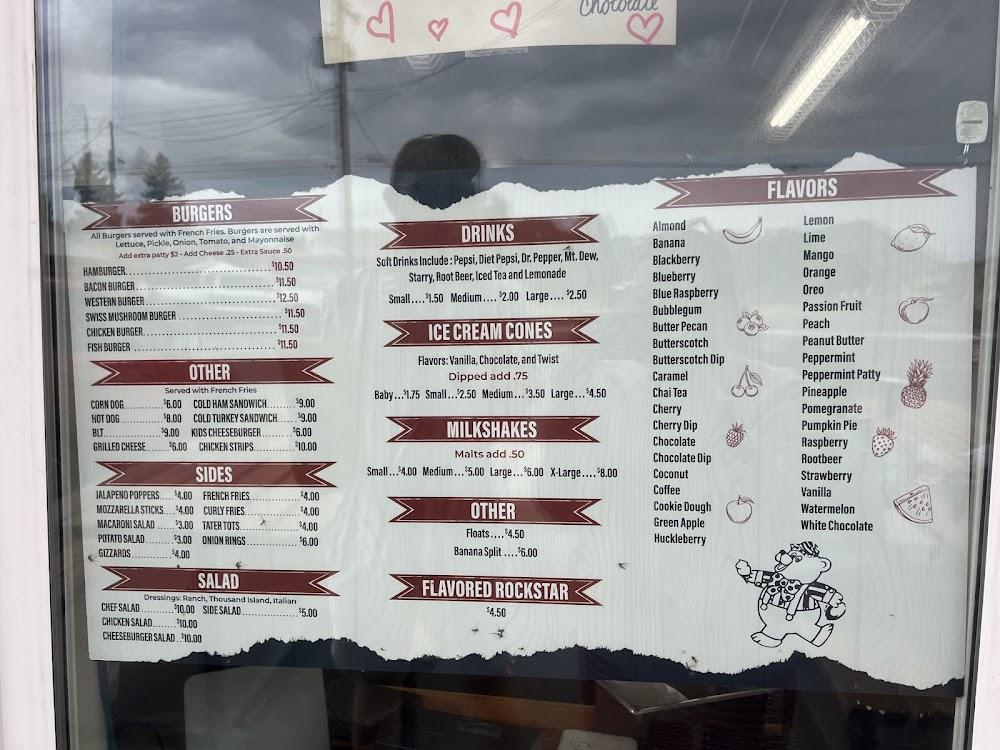 Chocolate
BURGERS
All Burgers served with French Fries. Burgers are served with
Lettuce, Pickle, Onion, Tomato, and Mayonnaise
Add extra patty $2 - Add Cheese .25 - Extra Sauce .50
HAMBURGER $10.50
BACON BURGER $11.50
WESTERN BURGER $12.50
SWISS MUSHROOM BURGER $11.50
CHICKEN BURGER $11.50
FISH BURGER $11.50
OTHER
Served with French Fries
CORN DOG $6.00 COLD HAM SANDWICH $9.00
HOT DOG $8.00 COLD TURKEY SANDWICH $9.00
BLT $9.00 KIDS CHEESEBURGER $6.00
GRILLED CHEESE $6.00 CHICKEN STRIPS $10.00
SIDES
JALAPENO POPPERS $4.00 FRENCH FRIES $4.00
MOZZARELLA STICKS $4.00 CURLY FRIES $4.00
MACARONI SALAD $3.00 TATER TOTS $4.00
POTATO SALAD $3.00 ONION RINGS $6.00
GIZZARDS $4.00
SALAD
Dressings: Ranch, Thousand Island, Italian
CHEF SALAD $10.00 SIDE SALAD $5.00
CHICKEN SALAD $10.00
CHEESEBURGER SALAD $10.00
DRINKS
Soft Drinks Include : Pepsi, Diet Pepsi, Dr. Pepper, Mt. Dew,
Starry, Root Beer, Iced Tea and Lemonade
Small.... $1.50 Medium .... $2.00 Large.... $2.50
ICE CREAM CONES
Flavors: Vanilla, Chocolate, and Twist
Dipped add .75
Baby...$1.75 Small...$2.50 Medium...$3.50 Large...$4.50
MILKSHAKES
Malts add .50
Small...$4.00 Medium...$5.00 Large...$6.00 X-Large....$8.00
OTHER
Floats....$4.50
Banana Split ....$6.00
FLAVORED ROCKSTAR
$4.50
FLAVORS
Almond
Banana
Blackberry
Blueberry
Blue Raspberry
Bubblegum
Butter Pecan
Butterscotch
Butterscotch Dip
Caramel
Chai Tea
Cherry
Cherry Dip
Chocolate
Chocolate Dip
Coconut
Coffee
Cookie Dough
Green Apple
Huckleberry
Lemon
Lime
Mango
Orange
Oreo
Passion Fruit
Peach
Peanut Butter
Peppermint
Peppermint Patty
Pineapple
Pomegranate
Pumpkin Pie
Raspberry
Rootbeer
Strawberry
Vanilla
Watermelon
White Chocolate